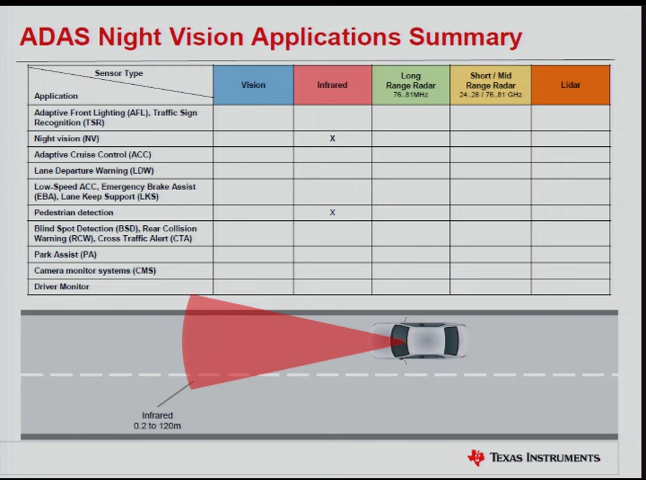 ADAS Night Vision Applications Summary
Sensor Type
Application
Vision
Infrared
Long
Range Radar
76..81MHz
Short / Mid
Range Radar
24..26 / 76..81 GHz
Lidar
Adaptive Front Lighting (AFL), Traffic Sign
Recognition (TSR)
Night vision (NV)
X
Adaptive Cruise Control (ACC)
Lane Departure Warning (LDW)
Low-Speed ACC, Emergency Brake Assist
(EBA), Lane Keep Support (LKS)
Pedestrian detection
X
Blind Spot Detection (BSD), Rear Collision
Warning (RCW), Cross Traffic Alert (CTA)
Park Assist (PA)
Camera monitor systems (CMS)
Driver Monitor
Infrared
0.2 to 120m
TEXAS INSTRUMENTS